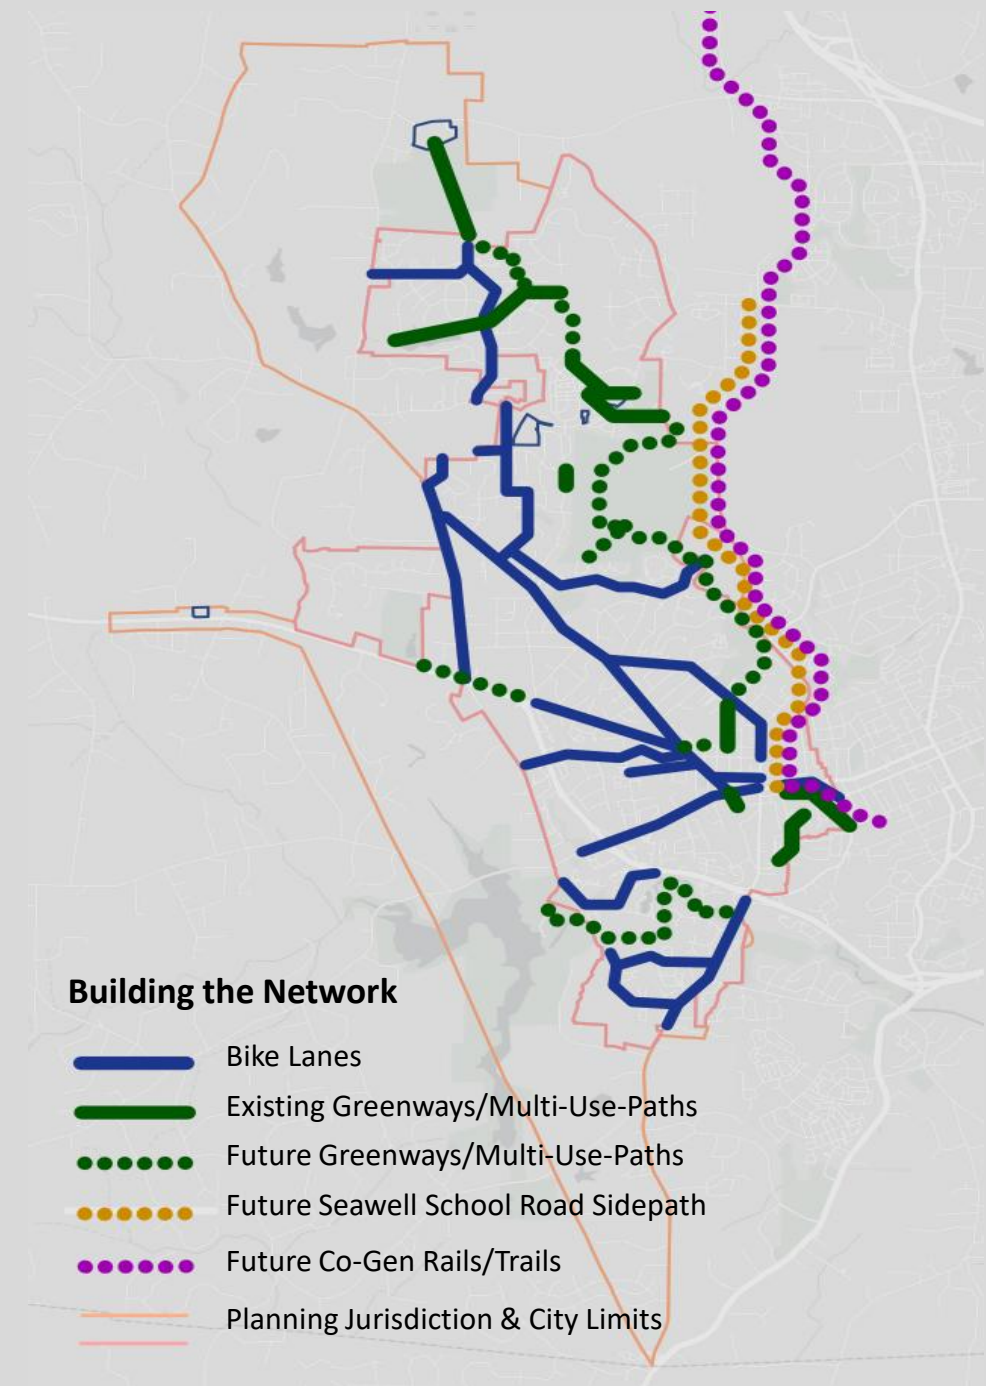 Building the Network
Bike Lanes
Existing Greenways/Multi-Use-Paths
Future Greenways/Multi-Use-Paths
Future Seawell School Road Sidepath
Future Co-Gen Rails/Trails
Planning Jurisdiction & City Limits